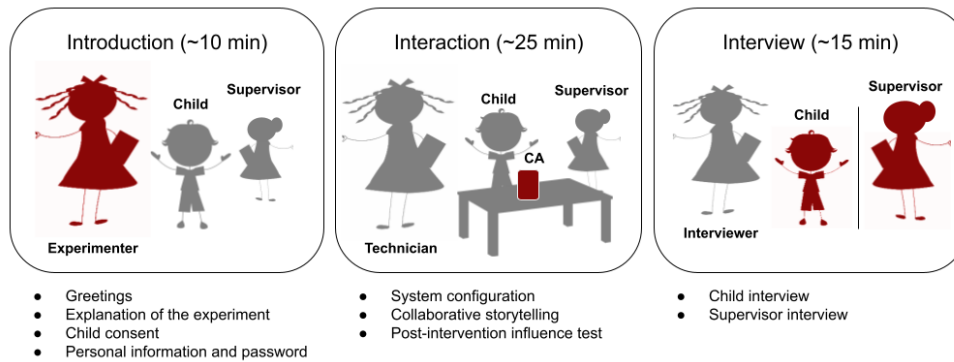 Introduction (~10 min)
Child
Supervisor
Experimenter
Greetings
Explanation of the experiment
Child consent
Personal information and password
Interaction (~25 min)
Child
Supervisor
CA
Technician
System configuration
Collaborative storytelling
Post-intervention influence test
Interview (~15 min)
Supervisor
Child
Interviewer
Child interview
Supervisor interview